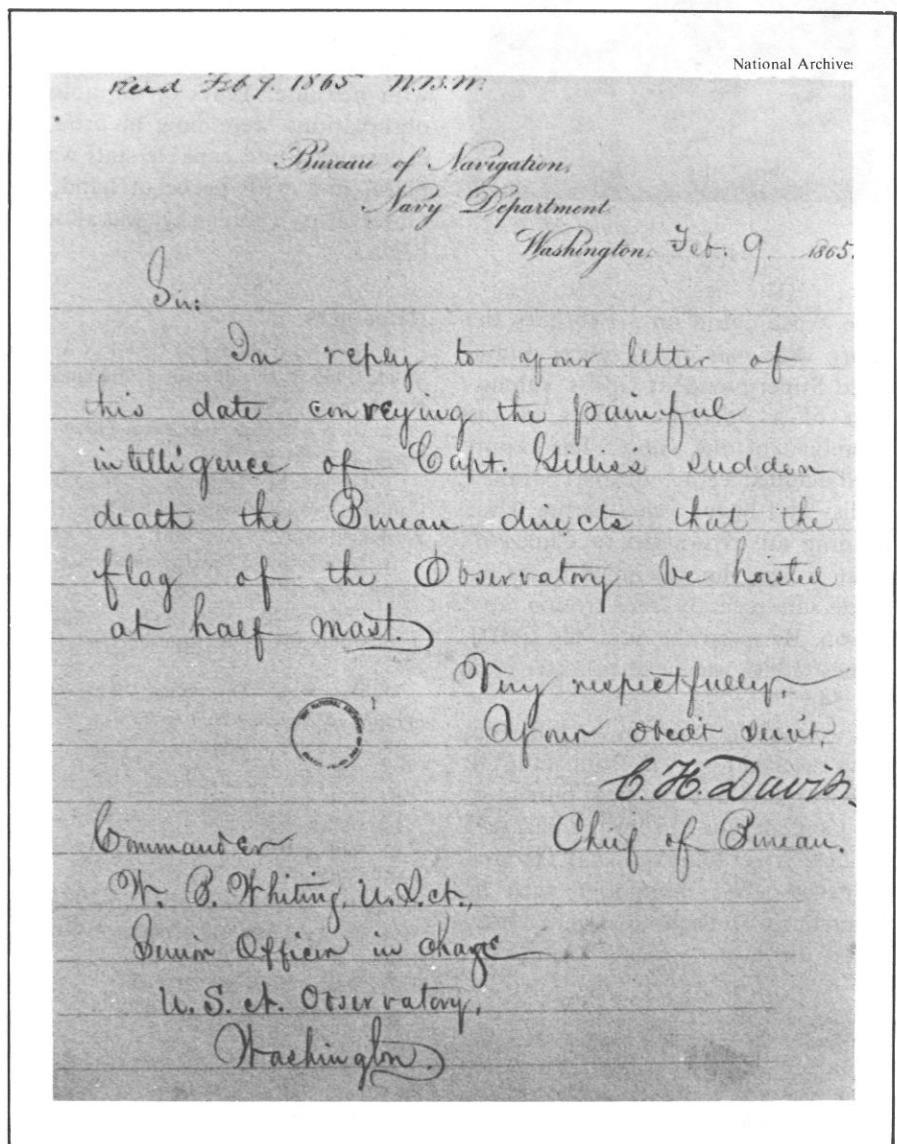 National Archives
Recd Feb 9. 1865 W.B.W.
Bureau of Navigation,
Navy Department
Washington, Feb. 9. 1865.
Sir:
In reply to your letter of
this date conveying the painful
intelligence of Capt. Gilliss's sudden
death the Bureau directs that the
flag of the Observatory be hoisted
at half mast.
Very respectfully,
Your obedt servt.
C. H. Davis.
Chief of Bureau.
Commander
W. B. Whiting, U.S.N.,
Senior Officer in charge
U. S. N. Observatory,
Washington.